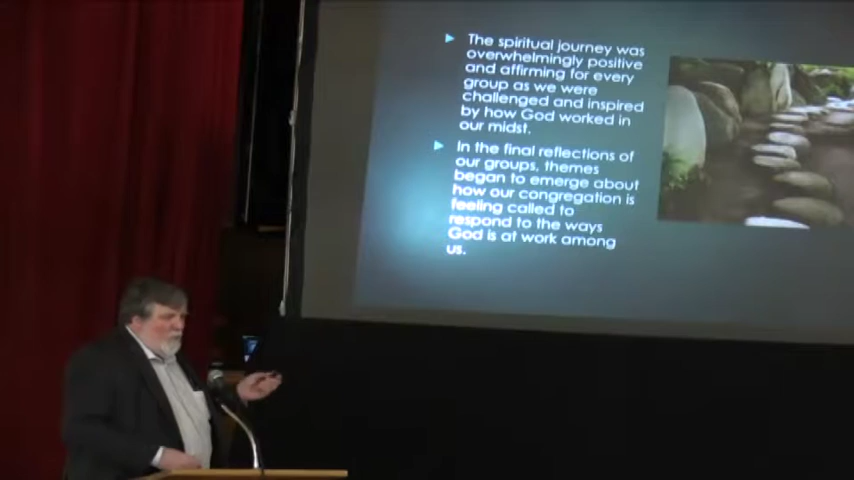 The spiritual journey was
overwhelmingly positive
and affirming for every
group as we were
challenged and inspired
by how God worked in
our midst.
In the final reflections of
our groups, themes
began to emerge about
how our congregation is
feeling called to
respond to the ways
God is at work among
us.